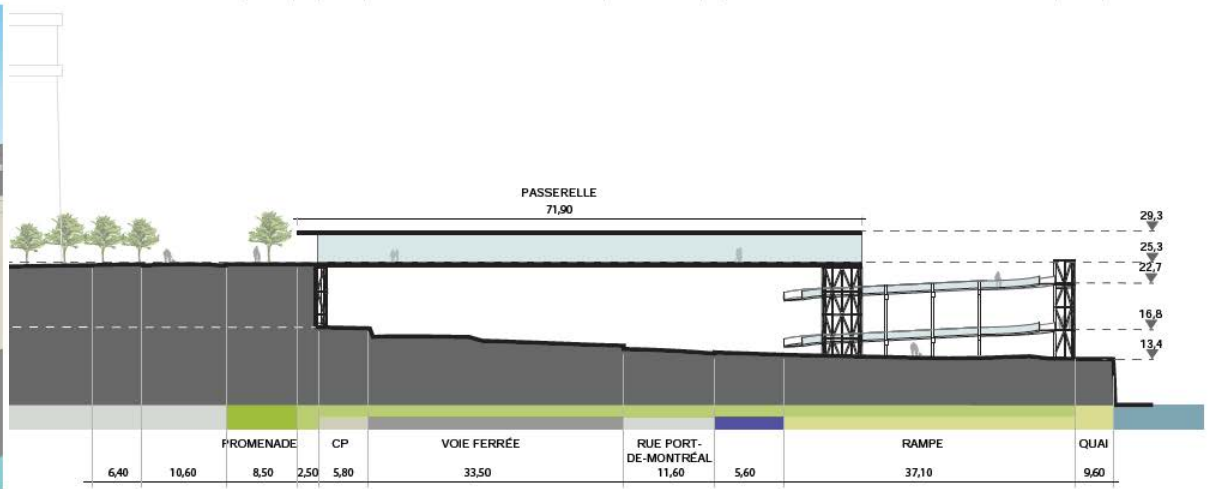 PASSERELLE
71,90
29,3
25,3
22,7
16,8
13,4
PROMENADE
CP
VOIE FERRÉE
RUE PORT-
DE-MONTRÉAL
RAMPE
QUAI
6,40
10,60
8,50
2,50
5,80
33,50
11,60
5,60
37,10
9,60